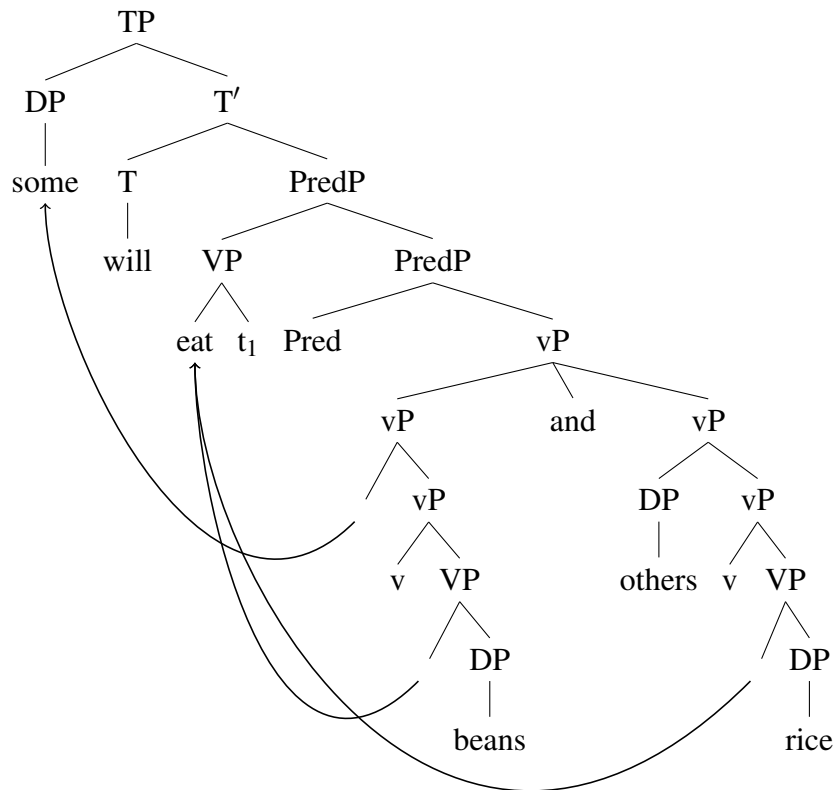 TP
DP T′
some T PredP
will VP PredP
eat t₁ Pred vP
vP and vP
vP DP vP
v VP others v VP
DP DP
beans rice